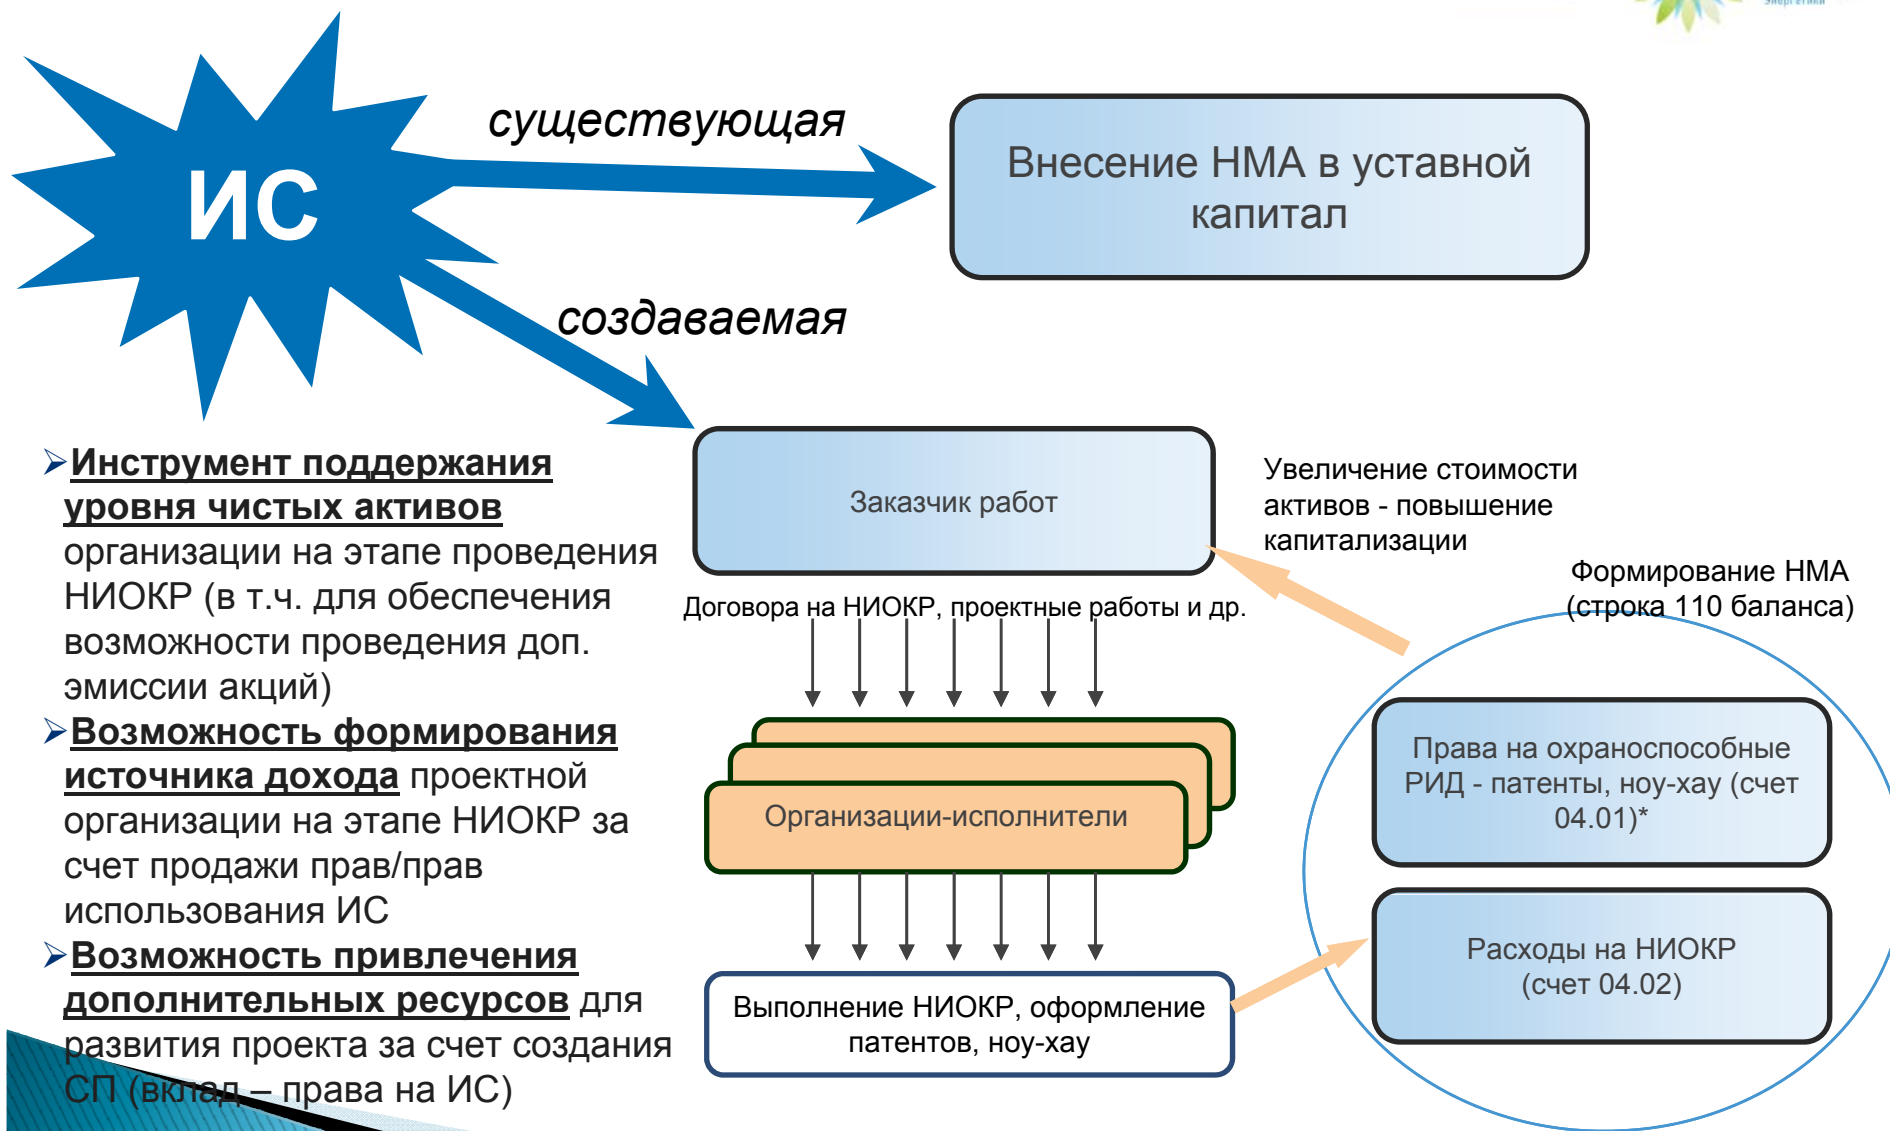 Энергетики
существующая
ИС
Внесение НМА в уставной
капитал
создаваемая
➢Инструмент поддержания
уровня чистых активов
организации на этапе проведения
НИОКР (в т.ч. для обеспечения
возможности проведения доп.
эмиссии акций)
➢Возможность формирования
источника дохода проектной
организации на этапе НИОКР за
счет продажи прав/прав
использования ИС
➢Возможность привлечения
дополнительных ресурсов для
развития проекта за счет создания
СП (вклад – права на ИС)
Заказчик работ
Договора на НИОКР, проектные работы и др.
Организации-исполнители
Выполнение НИОКР, оформление
патентов, ноу-хау
Увеличение стоимости
активов - повышение
капитализации
Формирование НМА
(строка 110 баланса)
Права на охраноспособные
РИД - патенты, ноу-хау (счет
04.01)*
Расходы на НИОКР
(счет 04.02)